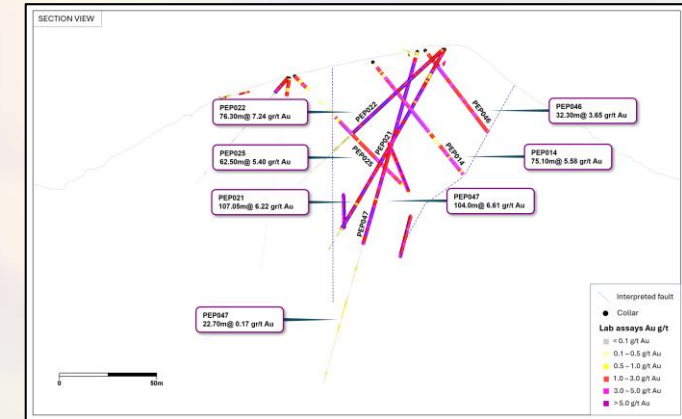 SECTION VIEW
PEP022
76.30m@ 7.24 gr/t Au
PEP025
62.50m@ 5.40 gr/t Au
PEP021
107.05m@ 6.22 gr/t Au
PEP047
22.70m@ 0.17 gr/t Au
PEP046
32.30m@ 3.65 gr/t Au
PEP014
75.10m@ 5.58 gr/t Au
PEP047
104.0m@ 6.61 gr/t Au
PEP022
PEP025
PEP021
PEP047
PEP014
PEP046
0
50m
Interpreted fault
Collar
Lab assays Au g/t
< 0.1 g/t Au
0.1 – 0.5 g/t Au
0.5 – 1.0 g/t Au
1.0 – 3.0 g/t Au
3.0 – 5.0 g/t Au
> 5.0 g/t Au